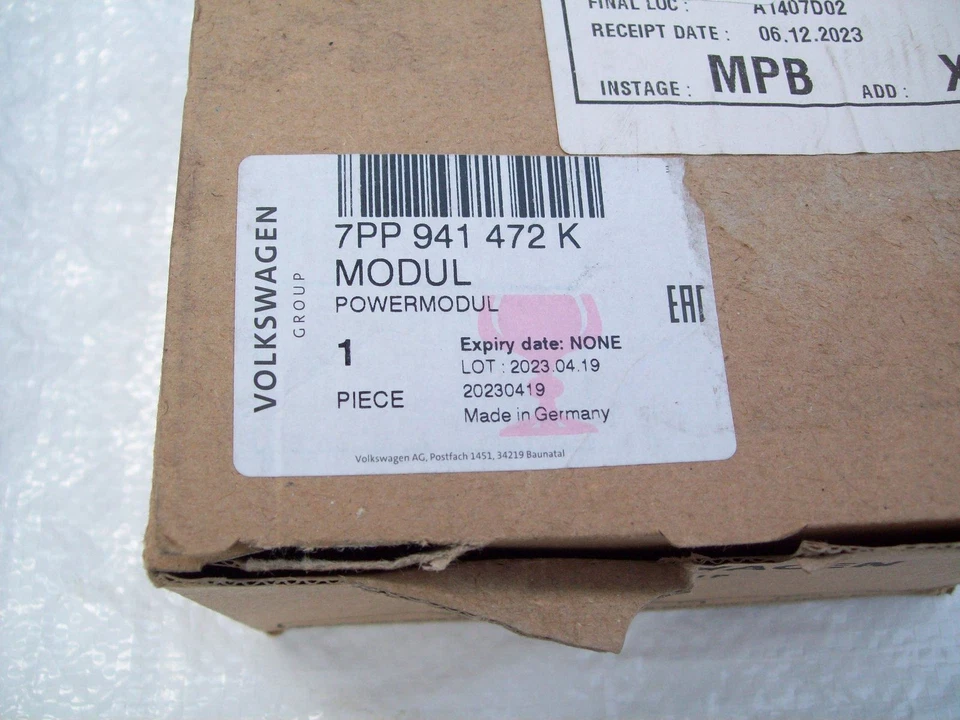 FINAL LOC : A1407D02
RECEIPT DATE : 06.12.2023
INSTAGE : MPB ADD : X
VOLKSWAGEN
GROUP
7PP 941 472 K
MODUL
POWERMODUL
EAC
1
PIECE
Expiry date: NONE
LOT : 2023.04.19
20230419
Made in Germany
Volkswagen AG, Postfach 1451, 34219 Baunatal